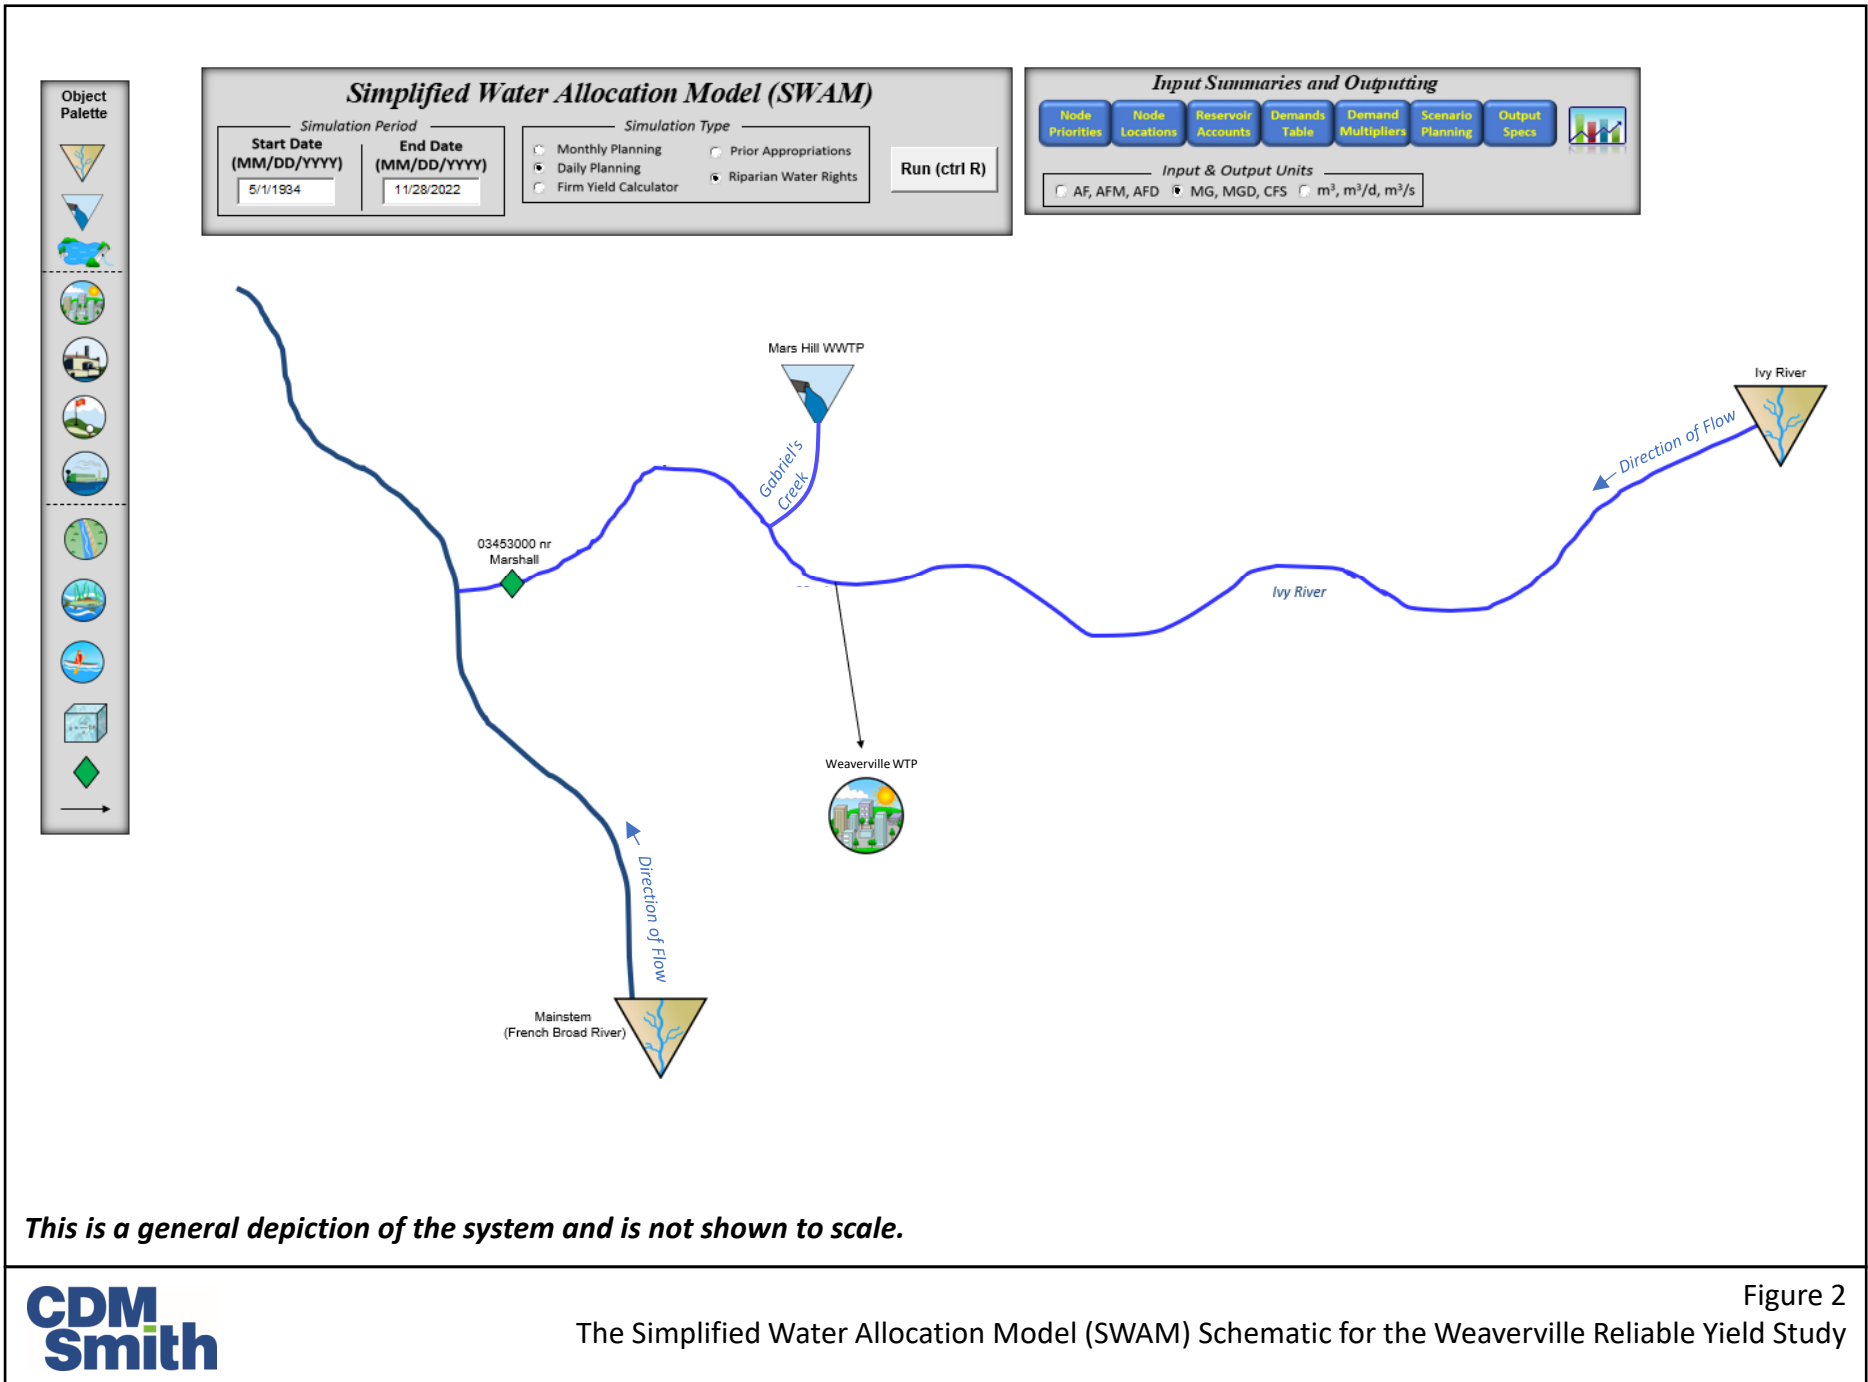 Object
Palette
Simplified Water Allocation Model (SWAM)
Simulation Period
Start Date
(MM/DD/YYYY)
5/1/1934
End Date
(MM/DD/YYYY)
11/28/2022
Simulation Type
Monthly Planning
Daily Planning
Firm Yield Calculator
Prior Appropriations
Riparian Water Rights
Run (ctrl R)
Input Summaries and Outputting
Node
Priorities
Node
Locations
Reservoir
Accounts
Demands
Table
Demand
Multipliers
Scenario
Planning
Output
Specs
Input & Output Units
AF, AFM, AFD
MG, MGD, CFS
m³, m³/d, m³/s
Mars Hill WWTP
Ivy River
Direction of Flow
Gabriel's
Creek
03453000 nr
Marshall
Ivy River
Weaverville WTP
Direction of Flow
Mainstem
(French Broad River)
This is a general depiction of the system and is not shown to scale.
CDM
Smith
Figure 2
The Simplified Water Allocation Model (SWAM) Schematic for the Weaverville Reliable Yield Study